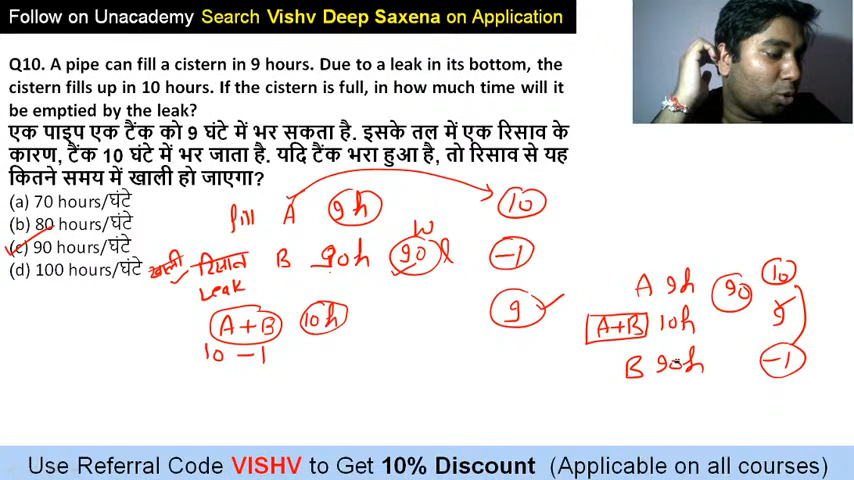 Follow on Unacademy Search Vishv Deep Saxena on Application
Q10. A pipe can fill a cistern in 9 hours. Due to a leak in its bottom, the
cistern fills up in 10 hours. If the cistern is full, in how much time will it
be emptied by the leak?
एक पाइप एक टैंक को 9 घंटे में भर सकता है. इसके तल में एक रिसाव के
कारण, टैंक 10 घंटे में भर जाता है. यदि टैंक भरा हुआ है, तो रिसाव से यह
कितने समय में खाली हो जाएगा?
(a) 70 hours/घंटे
(b) 80 hours/घंटे
(c) 90 hours/घंटे
(d) 100 hours/घंटे
fill A 9h 10
W
खाली रिसाव B 90h 90 l -1
Leak
A+B 10h 9
10 -1
A 9h 90 10
A+B 10h 9
B 90h -1
Use Referral Code VISHV to Get 10% Discount (Applicable on all courses)